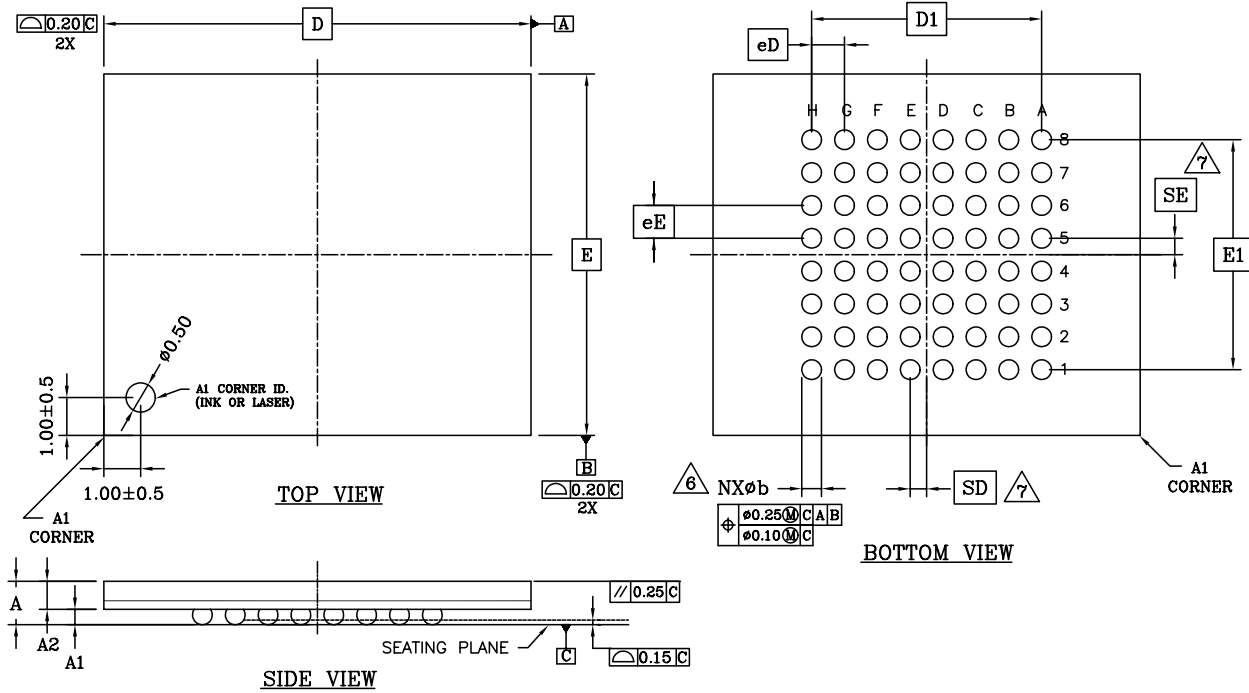 ⌓ 0.20 C
2X
D
A
E
ø0.50
A1 CORNER ID.
(INK OR LASER)
1.00±0.5
1.00±0.5
A1
CORNER
TOP VIEW
B
⌓ 0.20 C
2X
D1
eD
H G F E D C B A
8
7
6
5
4
3
2
1
7
SE
eE
E1
6 NXøb
⌖ ø0.25 Ⓜ C A B
ø0.10 Ⓜ C
SD 7
A1
CORNER
BOTTOM VIEW
A
A2
A1
// 0.25 C
SEATING PLANE
C
⌓ 0.15 C
SIDE VIEW